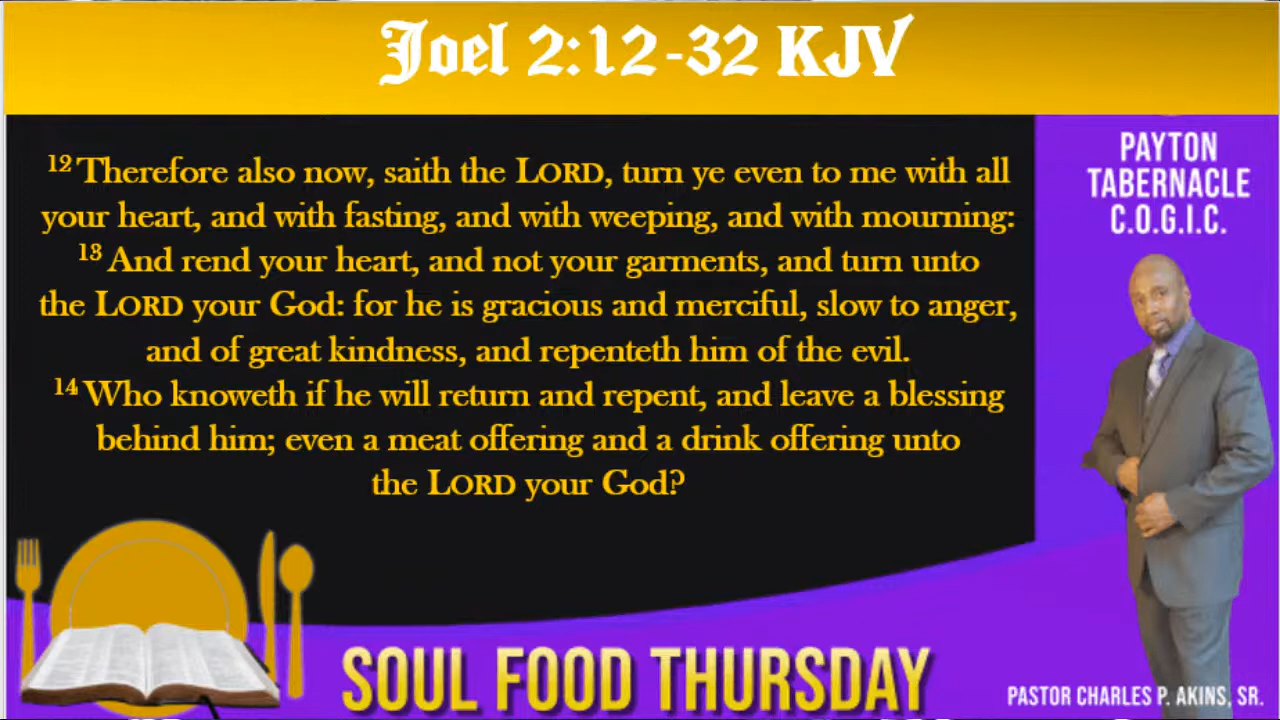 Joel 2:12-32 KJV
12 Therefore also now, saith the LORD, turn ye even to me with all
your heart, and with fasting, and with weeping, and with mourning:
13 And rend your heart, and not your garments, and turn unto
the LORD your God: for he is gracious and merciful, slow to anger,
and of great kindness, and repenteth him of the evil.
14 Who knoweth if he will return and repent, and leave a blessing
behind him; even a meat offering and a drink offering unto
the LORD your God?
PAYTON
TABERNACLE
C.O.G.I.C.
SOUL FOOD THURSDAY
PASTOR CHARLES P. AKINS, SR.